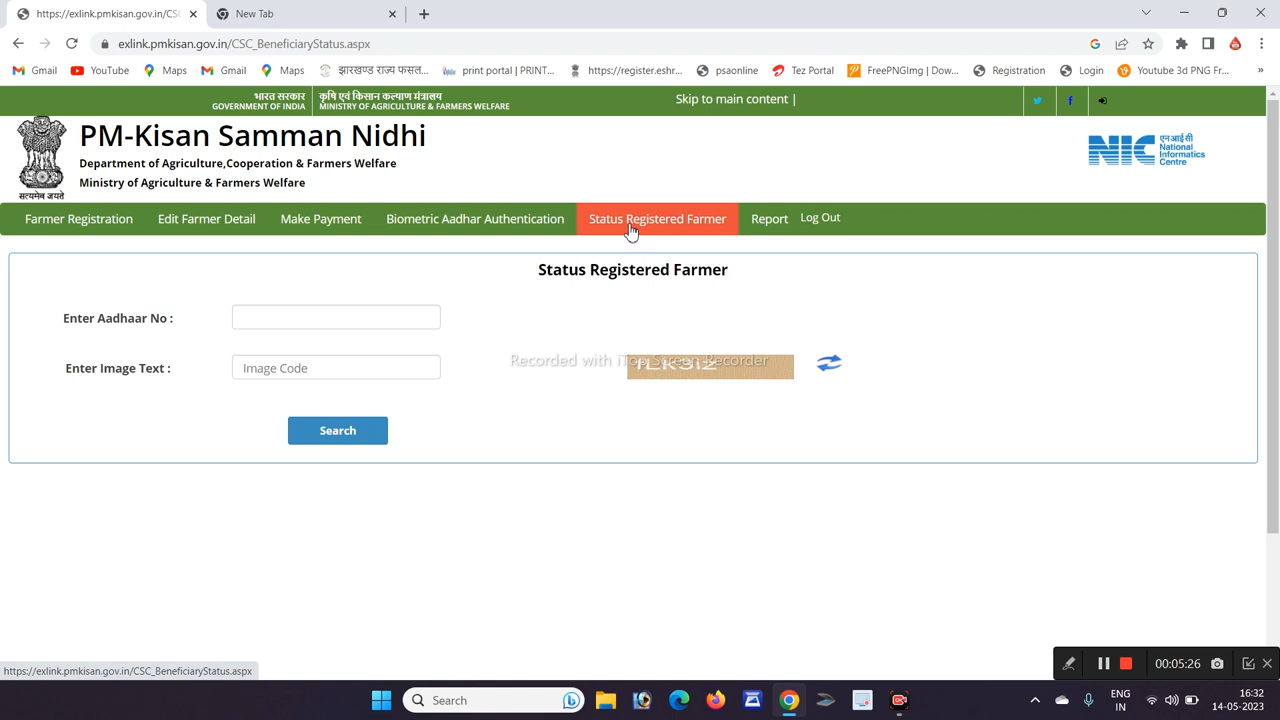 https://exlink.pmkisan.gov.in/CSC
New Tab
exlink.pmkisan.gov.in/CSC_BeneficiaryStatus.aspx
Gmail YouTube Maps Gmail Maps झारखण्ड राज्य फसल... print portal | PRINT... https://register.eshr... psaonline Tez Portal FreePNGImg | Dow... Registration Login Youtube 3d PNG Fr... »
भारत सरकार
GOVERNMENT OF INDIA
कृषि एवं किसान कल्याण मंत्रालय
MINISTRY OF AGRICULTURE & FARMERS WELFARE
Skip to main content |
PM-Kisan Samman Nidhi
Department of Agriculture,Cooperation & Farmers Welfare
Ministry of Agriculture & Farmers Welfare
सत्यमेव जयते
NIC
एन आई सी
National
Informatics
Centre
Farmer Registration Edit Farmer Detail Make Payment Biometric Aadhar Authentication Status Registered Farmer Report Log Out
Status Registered Farmer
Enter Aadhaar No :
Enter Image Text : Image Code
Recorded with iTop Screen Recorder
Search
https://exlink.pmkisan.gov.in/CSC_BeneficiaryStatus.aspx
00:05:26
Search
ENG
IN
16:32
14-05-2023